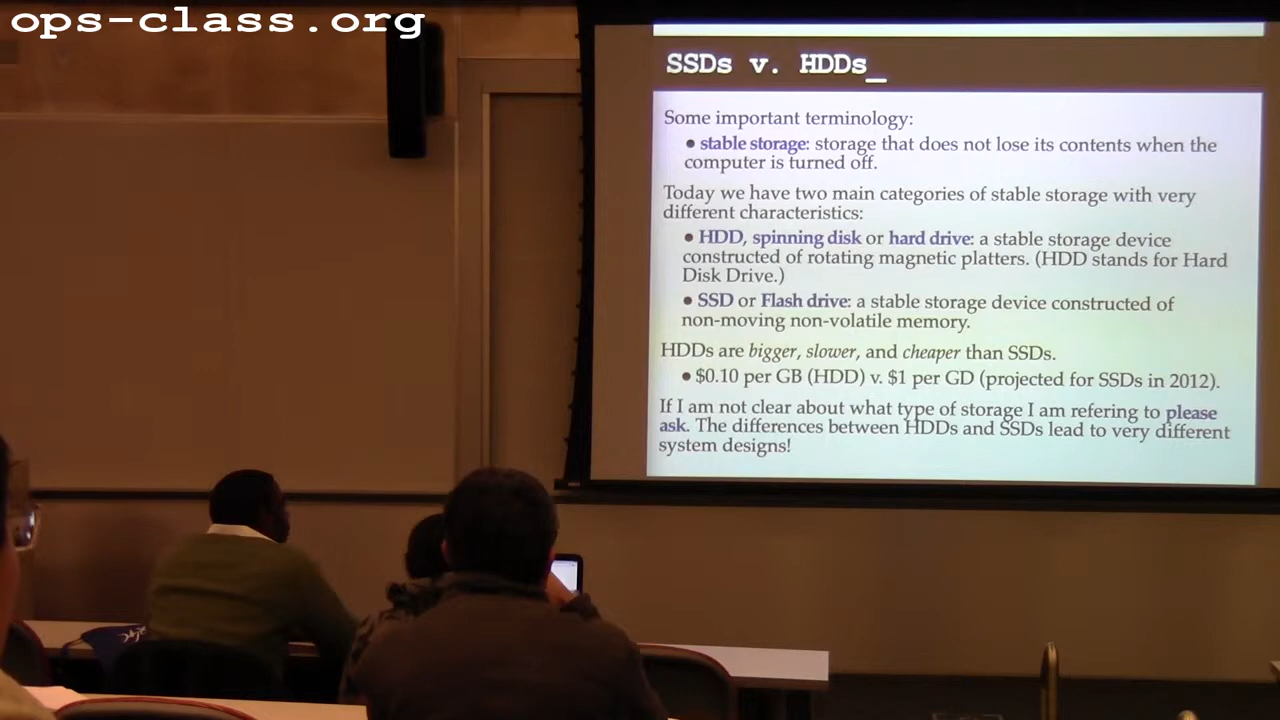 ops-class.org
SSDs v. HDDs_
Some important terminology:
• stable storage: storage that does not lose its contents when the
computer is turned off.
Today we have two main categories of stable storage with very
different characteristics:
• HDD, spinning disk or hard drive: a stable storage device
constructed of rotating magnetic platters. (HDD stands for Hard
Disk Drive.)
• SSD or Flash drive: a stable storage device constructed of
non-moving non-volatile memory.
HDDs are bigger, slower, and cheaper than SSDs.
• $0.10 per GB (HDD) v. $1 per GD (projected for SSDs in 2012).
If I am not clear about what type of storage I am refering to please
ask. The differences between HDDs and SSDs lead to very different
system designs!